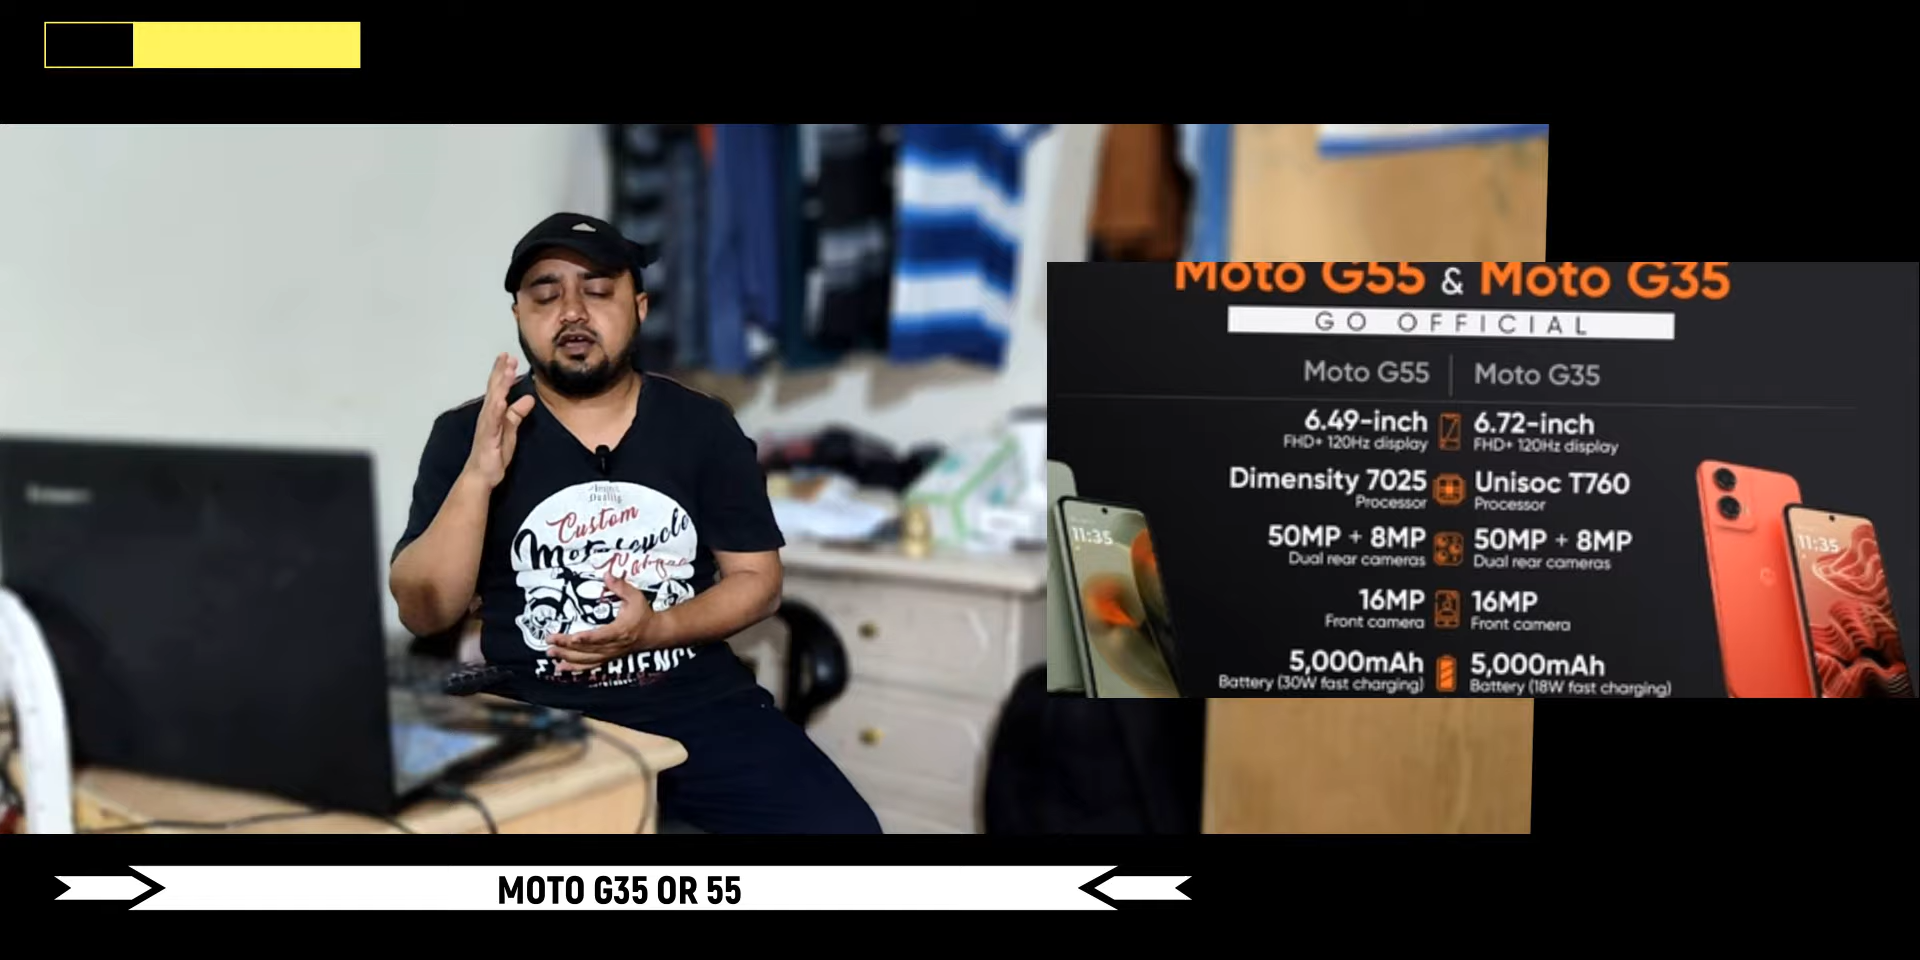 Moto G55 & Moto G35
GO OFFICIAL
Moto G55 | Moto G35
6.49-inch 6.72-inch
FHD+ 120Hz display FHD+ 120Hz display
Dimensity 7025 Unisoc T760
Processor Processor
50MP + 8MP 50MP + 8MP
Dual rear cameras Dual rear cameras
16MP 16MP
Front camera Front camera
5,000mAh 5,000mAh
Battery (30W fast charging) Battery (18W fast charging)
11:35
11:35
Quality
Custom
Motorcycle
EXPERIENCE
MOTO G35 OR 55